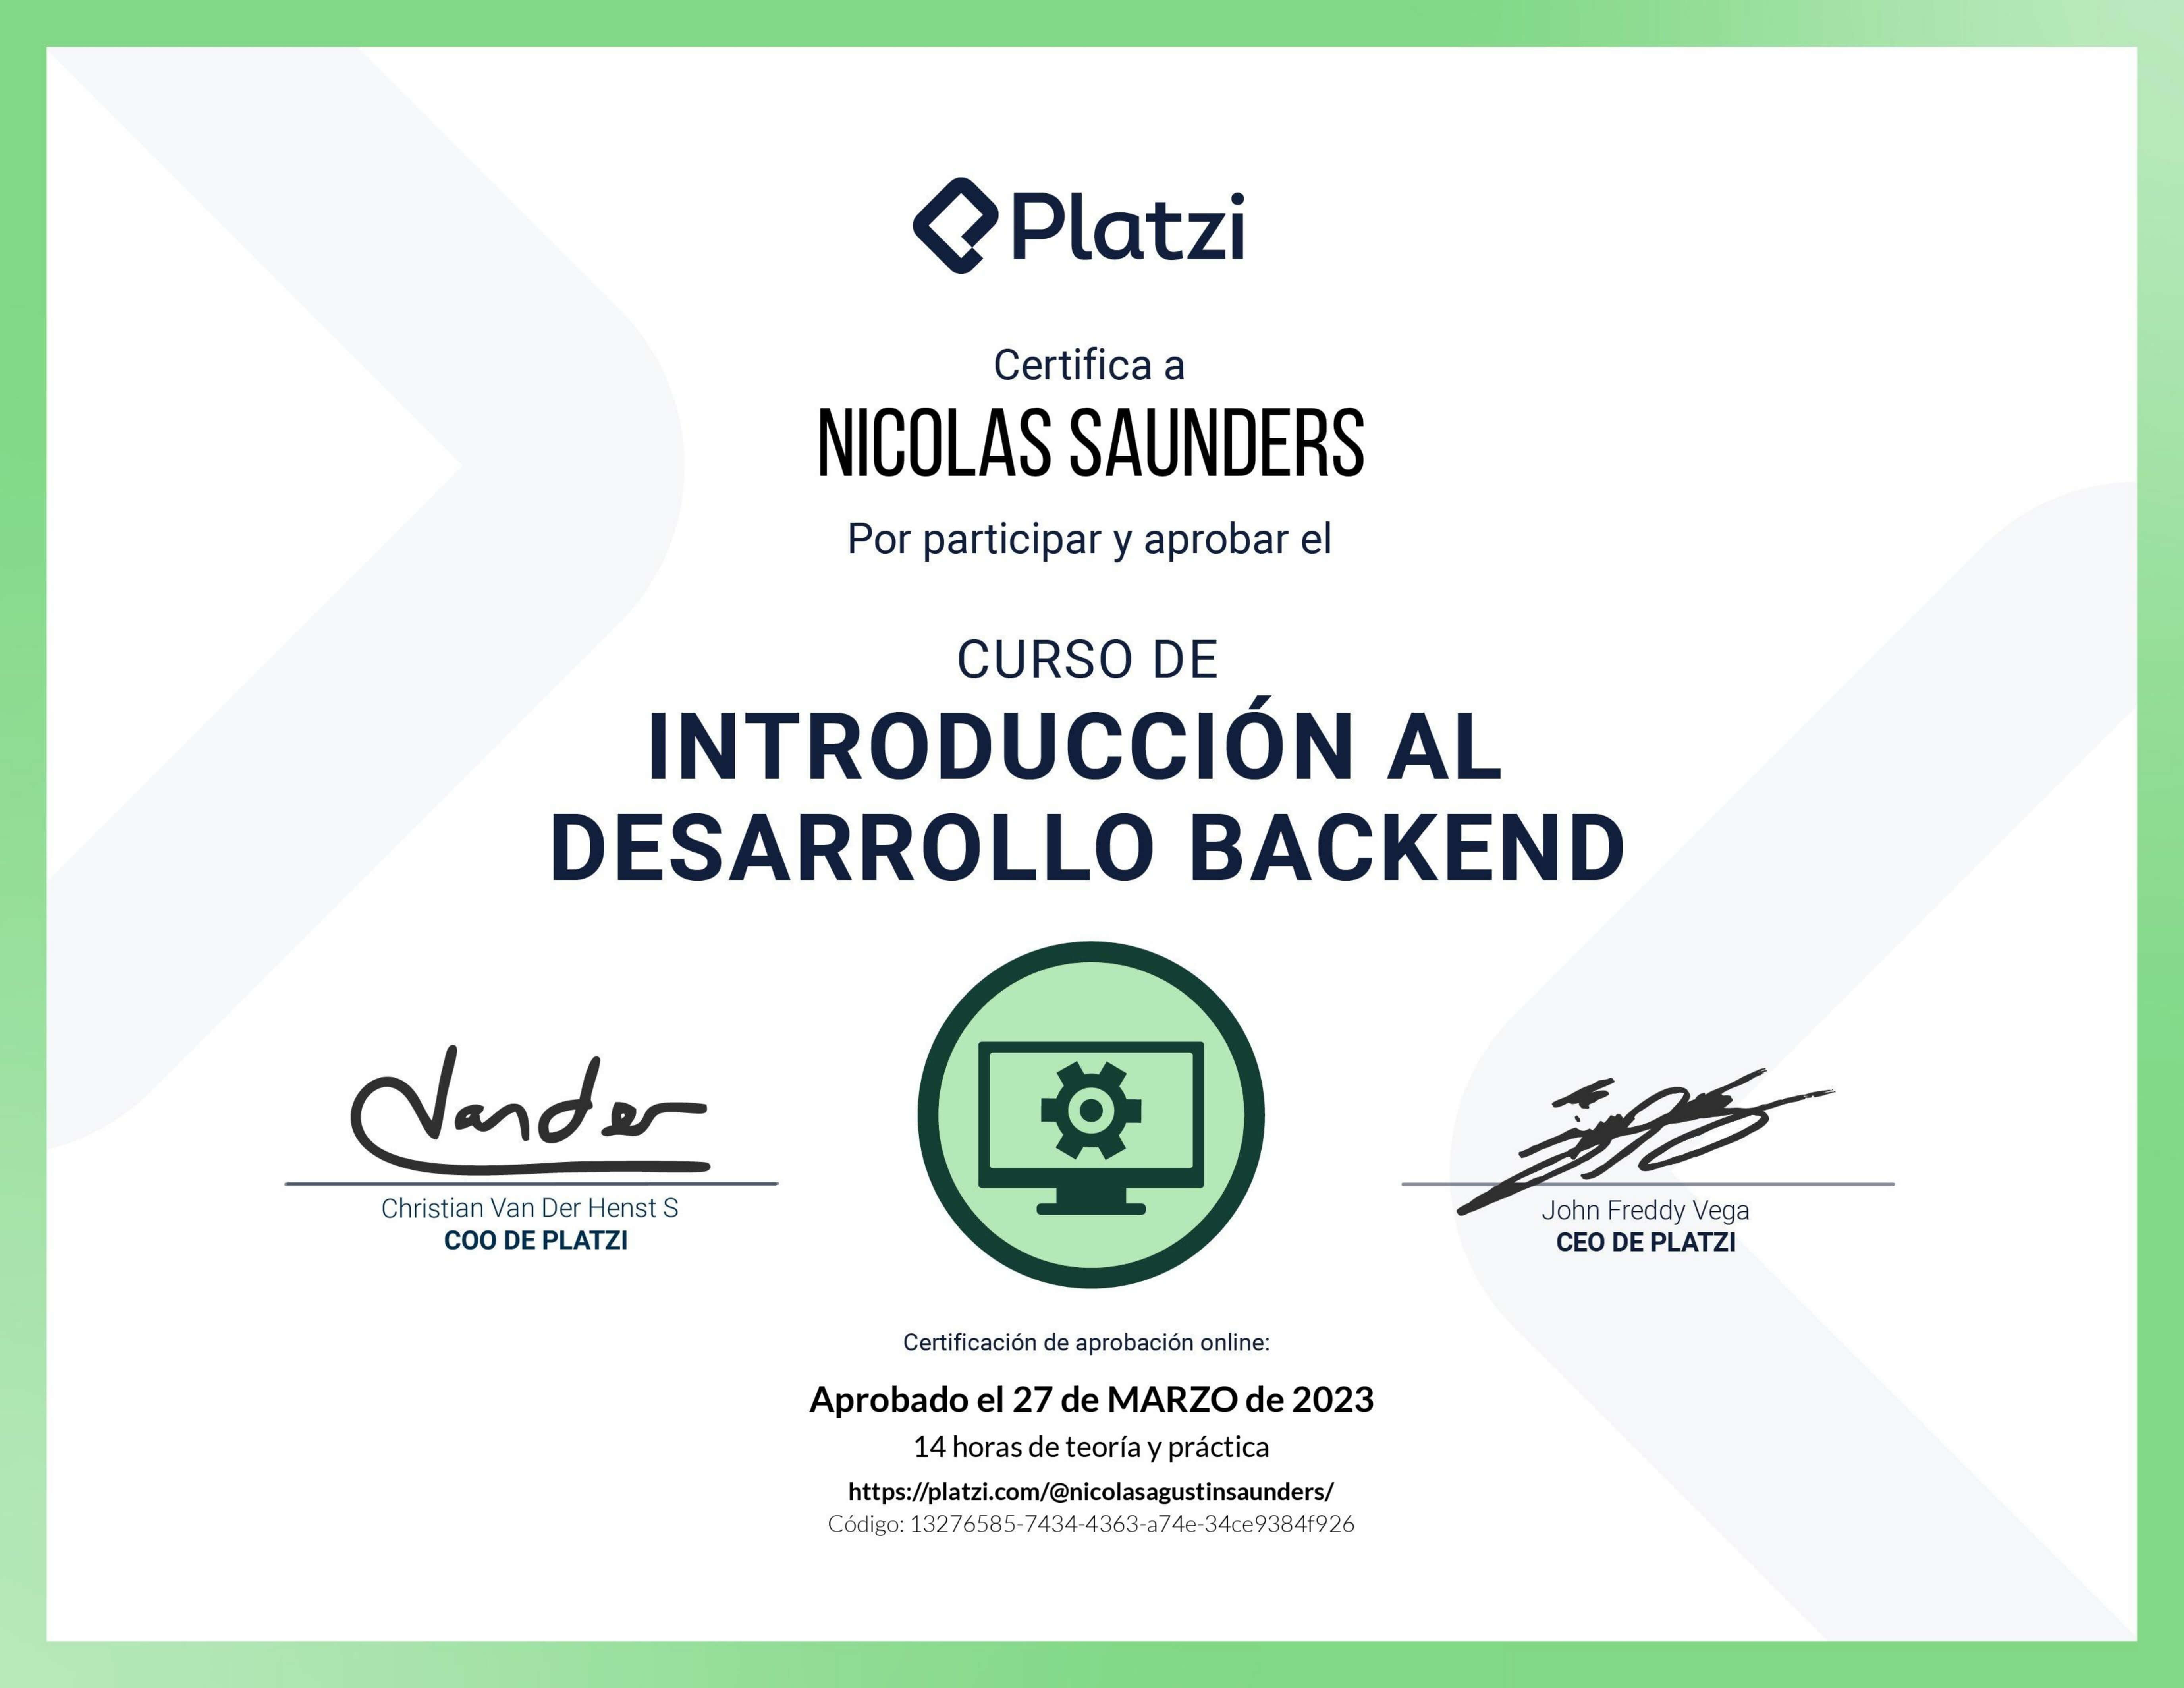 Platzi
Certifica a
NICOLAS SAUNDERS
Por participar y aprobar el
CURSO DE
INTRODUCCIÓN AL
DESARROLLO BACKEND
Vander
Christian Van Der Henst S
COO DE PLATZI
John Freddy Vega
CEO DE PLATZI
Certificación de aprobación online:
Aprobado el 27 de MARZO de 2023
14 horas de teoría y práctica
https://platzi.com/@nicolasagustinsaunders/
Código: 13276585-7434-4363-a74e-34ce9384f926